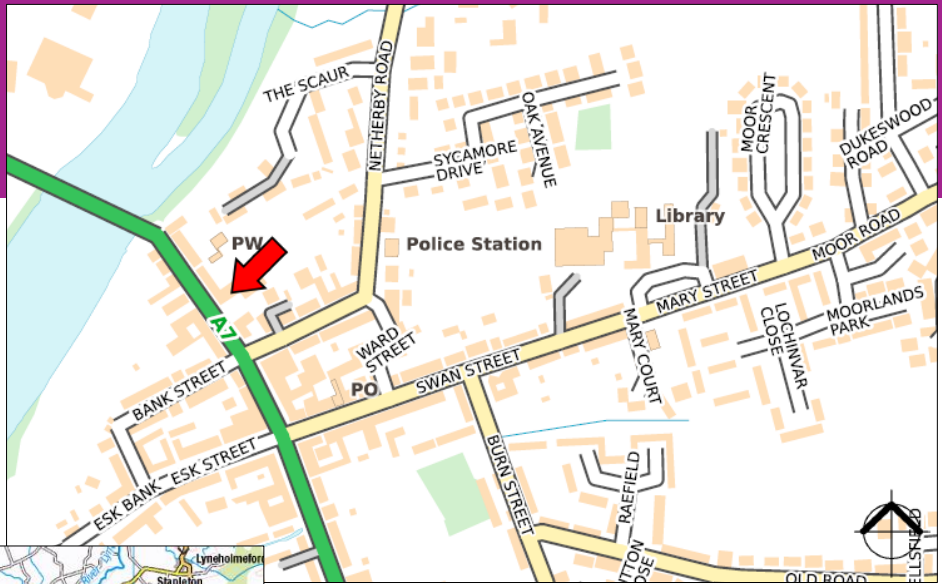 THE SCAUR
NETHERBY ROAD
OAK AVENUE
SYCAMORE
DRIVE
MOOR
CRESCENT
DUKESWOOD
ROAD
PW
Police Station
Library
MOOR ROAD
A7
MARY STREET
MOORLANDS
PARK
LOCHINVAR
CLOSE
MARY COURT
WARD
STREET
SWAN STREET
BANK STREET
PO
ESK STREET
ESK BANK
BURN STREET
RAEFIELD
OLD ROAD
Lyneholmeford
Stapleton
River Lyne